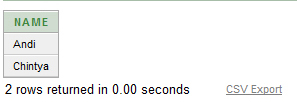 NAME
Andi
Chintya
2 rows returned in 0.00 seconds
CSV Export